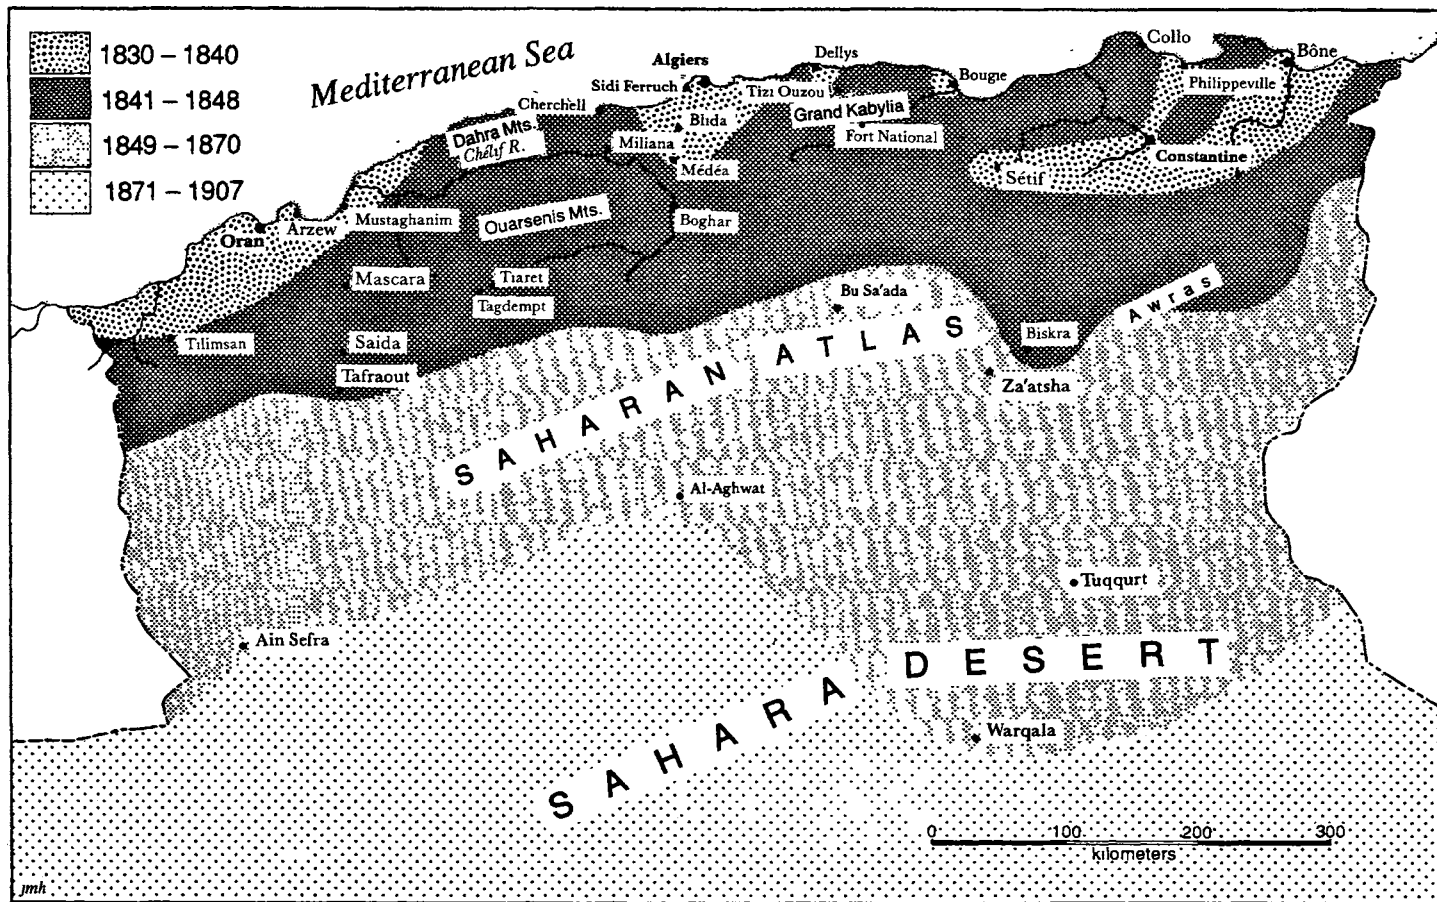 1830 – 1840
1841 – 1848
1849 – 1870
1871 – 1907
Mediterranean Sea
Collo
Bône
Dellys
Algiers
Bougie
Philippeville
Sidi Ferruch
Tizi Ouzou
Cherchell
Grand Kabylia
Blida
Dahra Mts.
Chélif R.
Miliana
Fort National
Constantine
Médéa
Sétif
Mustaghanim
Ouarsenis Mts.
Boghar
Arzew
Oran
Mascara
Tiaret
Tagdempt
Bu Sa'ada
Awras
Tilimsan
Saida
Biskra
Tafraout
Za'atsha
SAHARAN ATLAS
Al-Aghwat
Tuqqurt
Ain Sefra
SAHARA DESERT
Warqala
0 100 200 300
kilometers
jmh